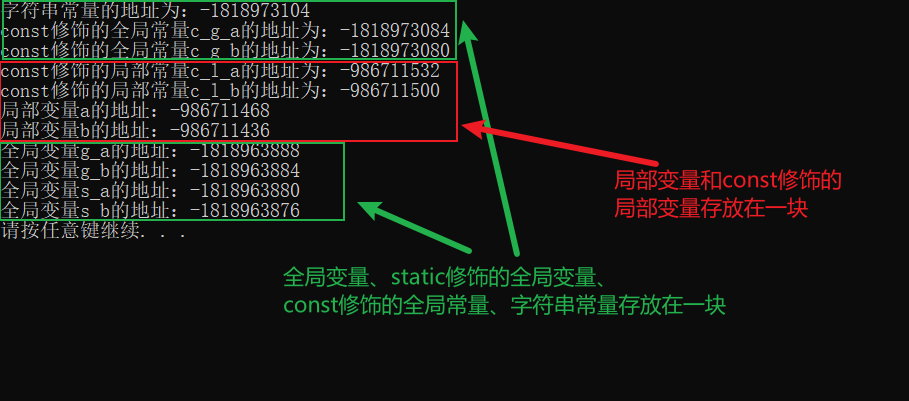 字符串常量的地址为：-1818973104
const修饰的全局常量c_g_a的地址为：-1818973084
const修饰的全局常量c_g_b的地址为：-1818973080
const修饰的局部常量c_l_a的地址为：-986711532
const修饰的局部常量c_l_b的地址为：-986711500
局部变量a的地址：-986711468
局部变量b的地址：-986711436
全局变量g_a的地址：-1818963888
全局变量g_b的地址：-1818963884
全局变量s_a的地址：-1818963880
全局变量s_b的地址：-1818963876
请按任意键继续. . .
局部变量和const修饰的
局部变量存放在一块
全局变量、static修饰的全局变量、
const修饰的全局常量、字符串常量存放在一块